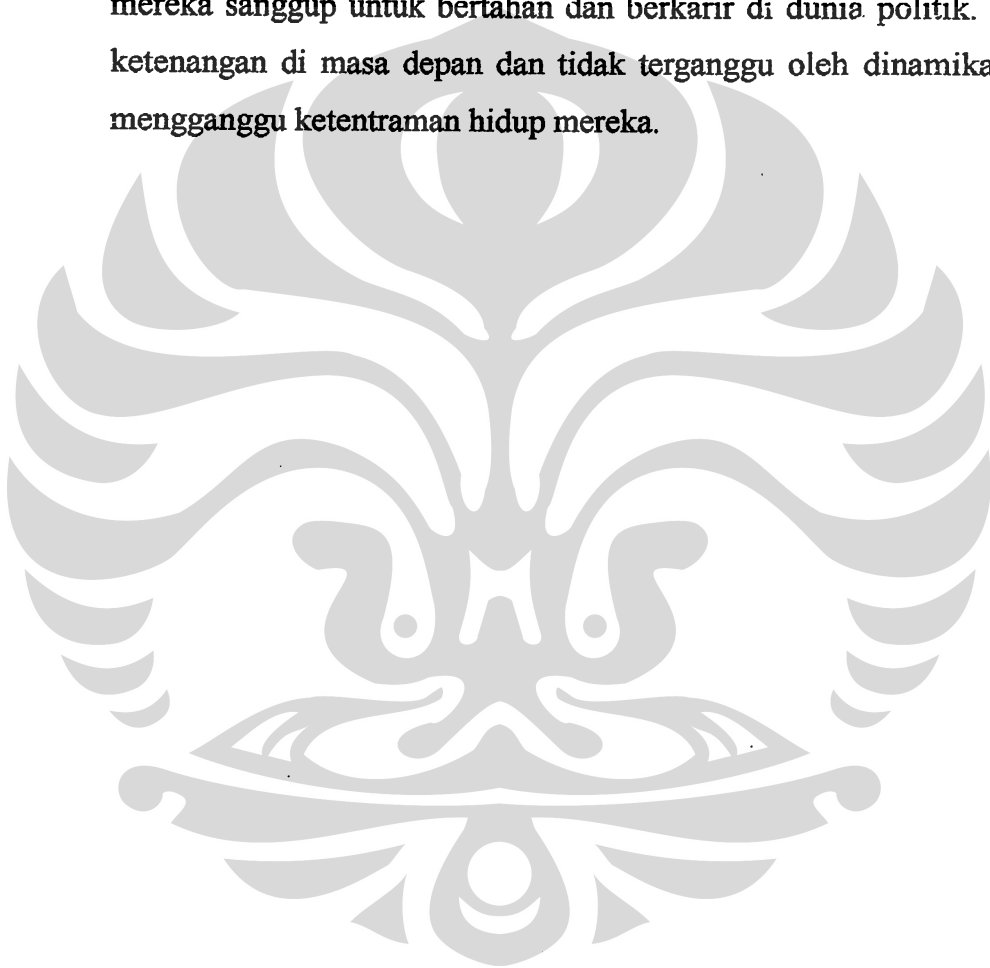 mereka sanggup untuk bertahan dan berkarir di dunia politik.
ketenangan di masa depan dan tidak terganggu oleh dinamika
mengganggu ketentraman hidup mereka.